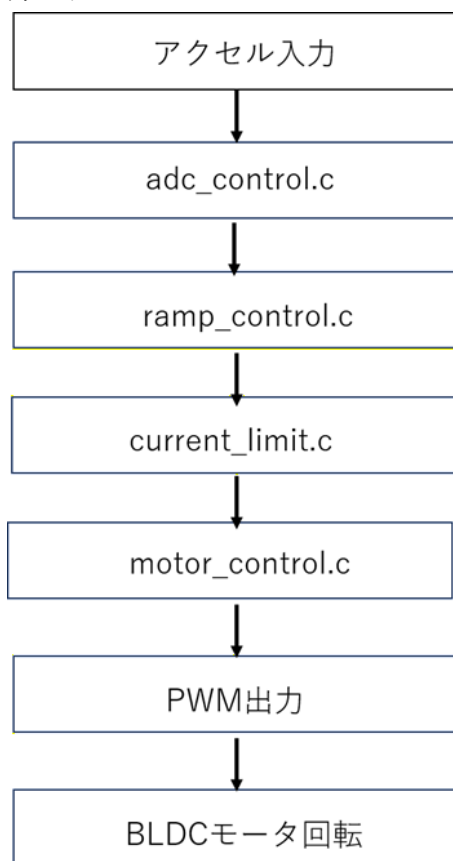 アクセル入力
adc_control.c
ramp_control.c
current_limit.c
motor_control.c
PWM出力
BLDCモータ回転